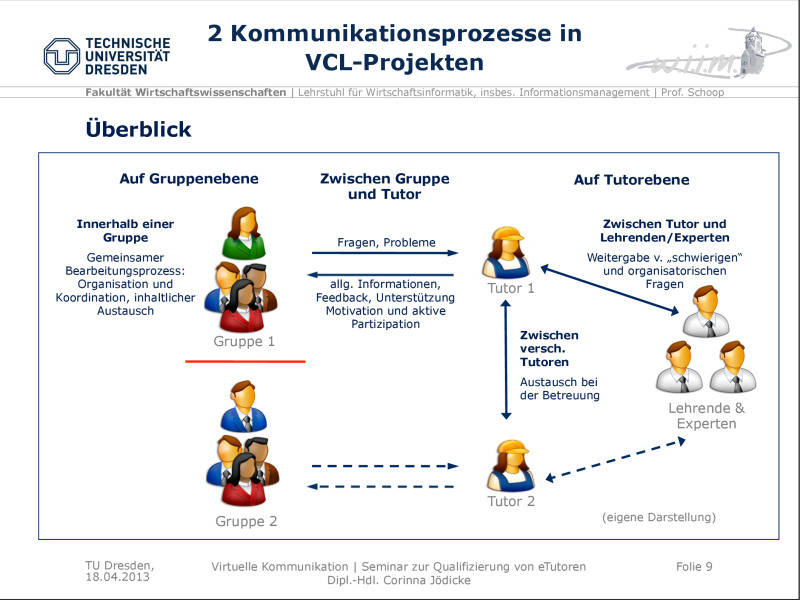 TECHNISCHE
UNIVERSITÄT
DRESDEN
2 Kommunikationsprozesse in
VCL-Projekten
w.i.i.m.
Fakultät Wirtschaftswissenschaften | Lehrstuhl für Wirtschaftsinformatik, insbes. Informationsmanagement | Prof. Schoop
Überblick
Auf Gruppenebene
Innerhalb einer
Gruppe
Gemeinsamer
Bearbeitungsprozess:
Organisation und
Koordination, inhaltlicher
Austausch
Gruppe 1
Gruppe 2
Zwischen Gruppe
und Tutor
Fragen, Probleme
allg. Informationen,
Feedback, Unterstützung
Motivation und aktive
Partizipation
Auf Tutorebene
Tutor 1
Zwischen
versch.
Tutoren
Austausch bei
der Betreuung
Tutor 2
Zwischen Tutor und
Lehrenden/Experten
Weitergabe v. „schwierigen“
und organisatorischen
Fragen
Lehrende &
Experten
(eigene Darstellung)
TU Dresden,
18.04.2013
Virtuelle Kommunikation | Seminar zur Qualifizierung von eTutoren
Dipl.-Hdl. Corinna Jödicke
Folie 9